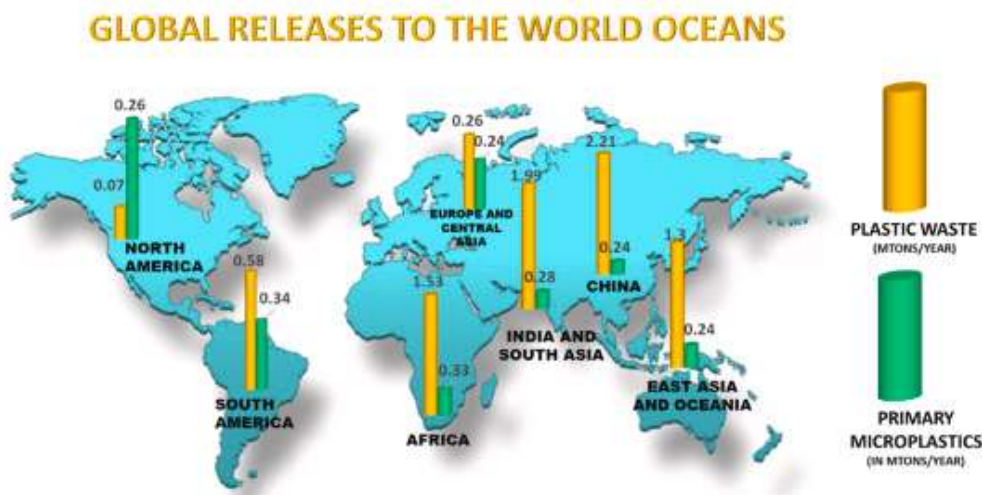 GLOBAL RELEASES TO THE WORLD OCEANS
0.26
0.07
NORTH
AMERICA
0.58
0.34
SOUTH
AMERICA
0.26
0.24
EUROPE AND
CENTRAL
ASIA
1.53
0.33
AFRICA
1.99
0.28
INDIA AND
SOUTH ASIA
2.21
0.24
CHINA
1.3
0.24
EAST ASIA
AND OCEANIA
PLASTIC WASTE
(MTONS/YEAR)
PRIMARY
MICROPLASTICS
(IN MTONS/YEAR)